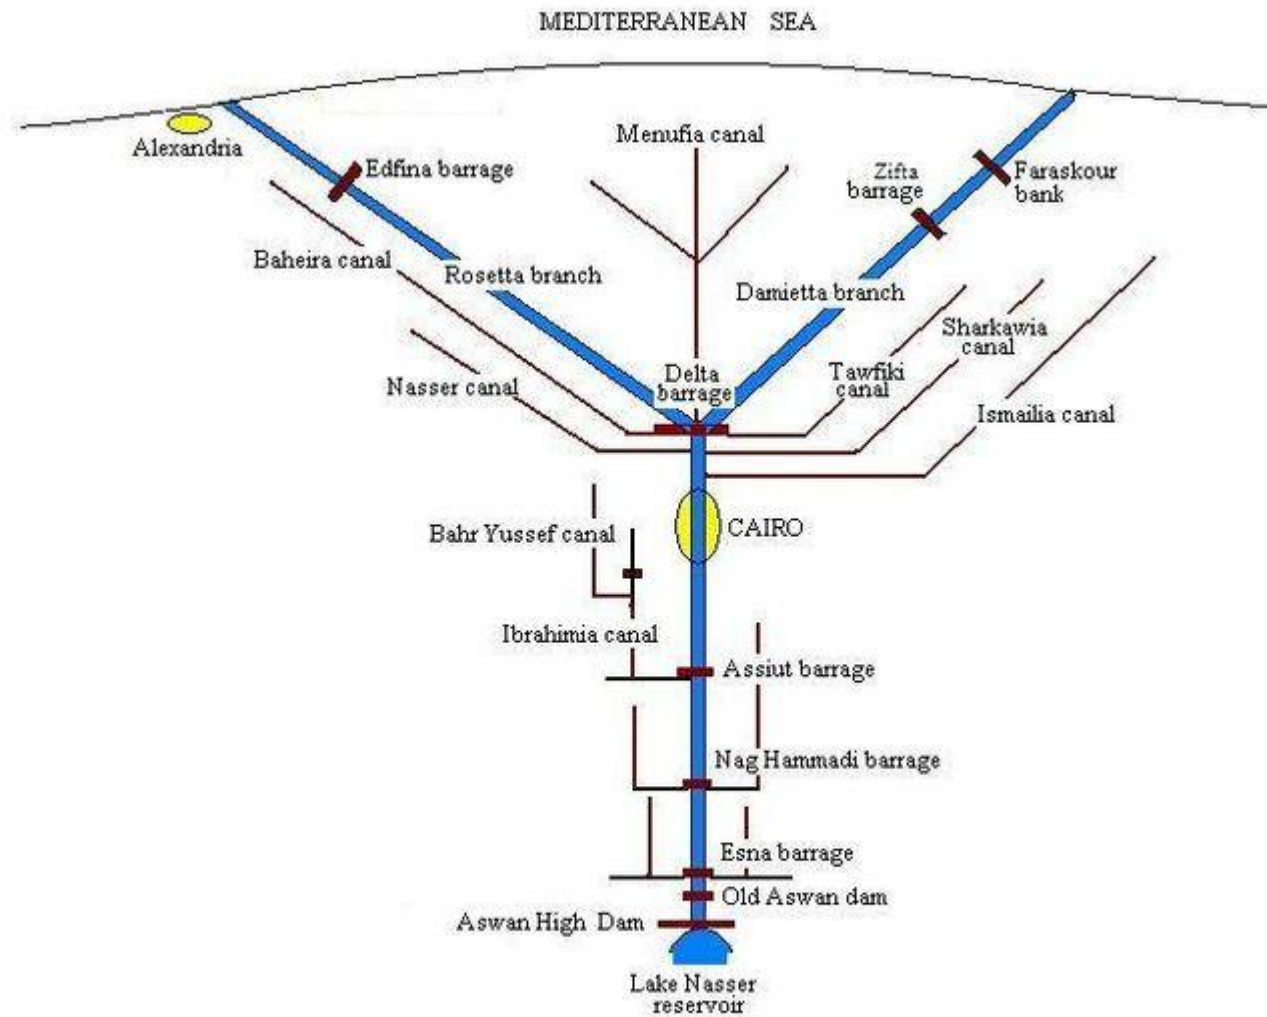 MEDITERRANEAN SEA
Alexandria
Edfina barrage
Menufia canal
Zifta
barrage
Faraskour
bank
Baheira canal
Rosetta branch
Damietta branch
Nasser canal
Delta
barrage
Tawfiki
canal
Sharkawia
canal
Ismailia canal
Bahr Yussef canal
CAIRO
Ibrahimia canal
Assiut barrage
Nag Hammadi barrage
Esna barrage
Old Aswan dam
Aswan High Dam
Lake Nasser
reservoir